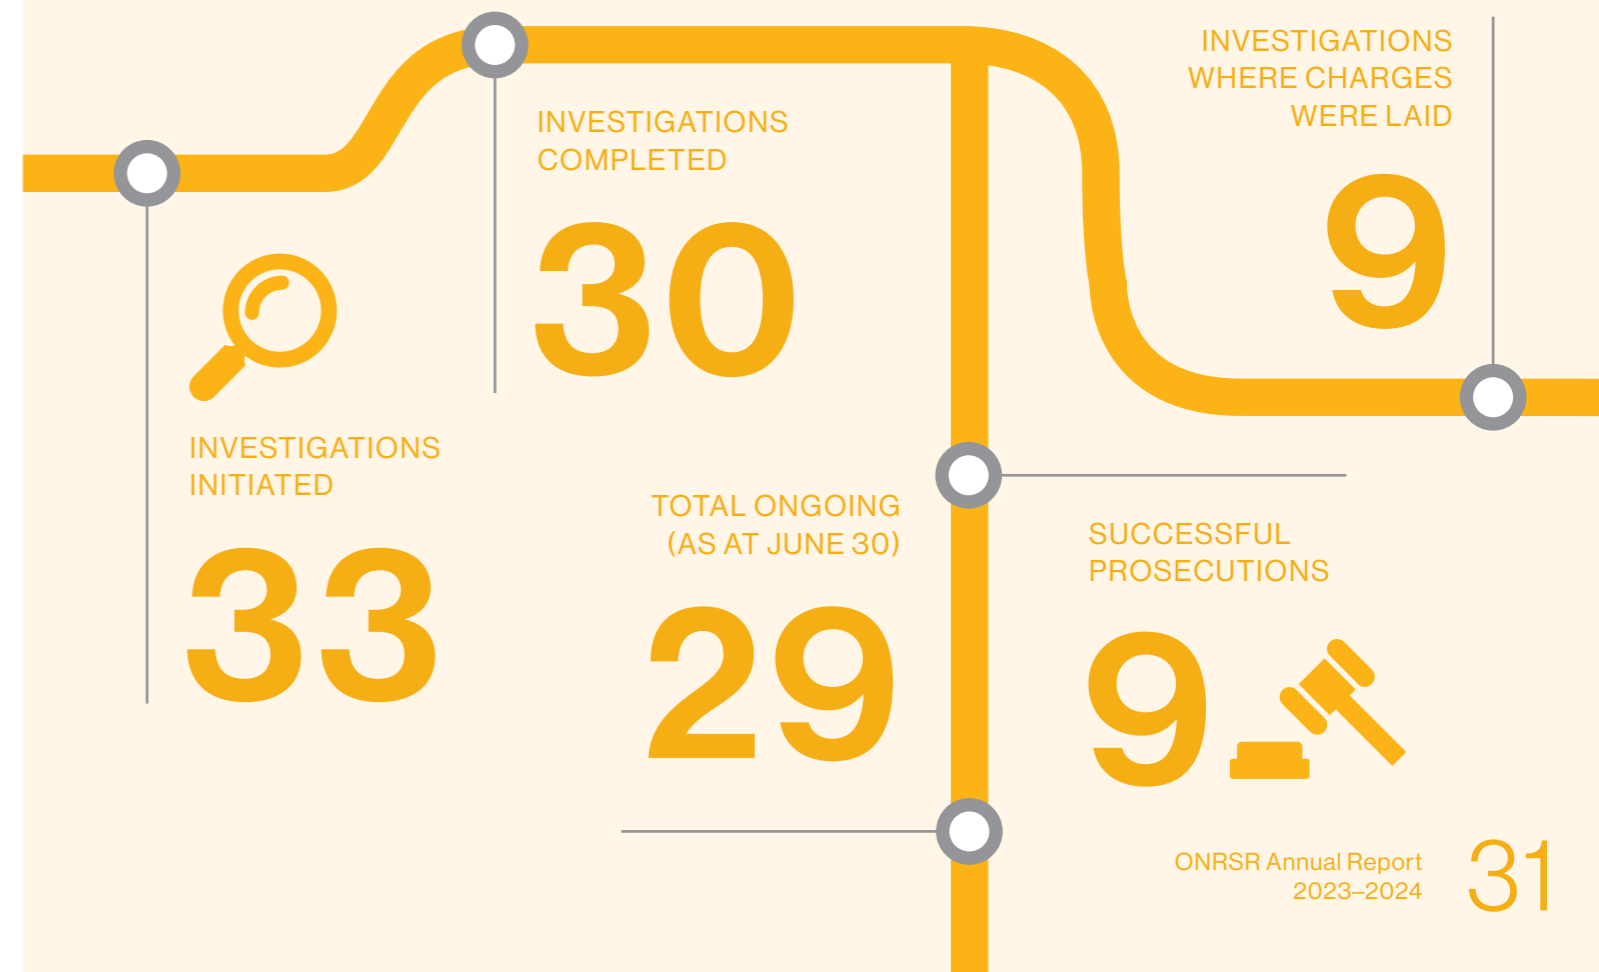 INVESTIGATIONS
INITIATED
33
INVESTIGATIONS
COMPLETED
30
TOTAL ONGOING
(AS AT JUNE 30)
29
INVESTIGATIONS
WHERE CHARGES
WERE LAID
9
SUCCESSFUL
PROSECUTIONS
9
ONRSR Annual Report
2023–2024
31